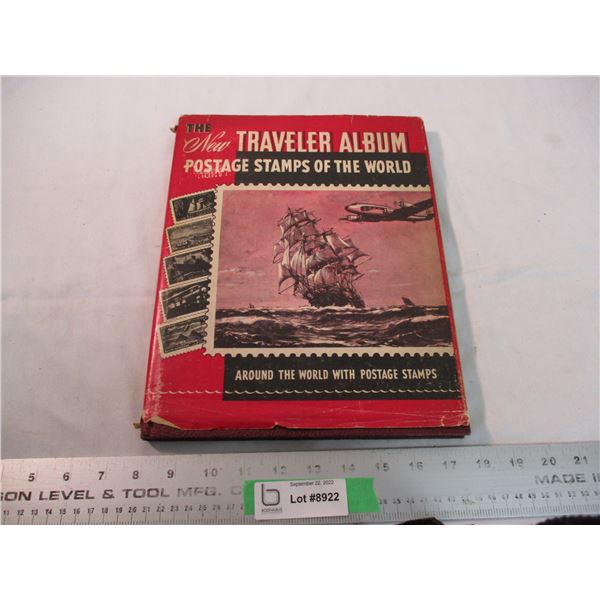 THE
New TRAVELER ALBUM
POSTAGE STAMPS OF THE WORLD
AROUND THE WORLD WITH POSTAGE STAMPS
5 6 7 8 9 10 11 12 13 14 15 16 17 18 19 20 21
SON LEVEL & TOOL MFG. C
MADE IN
September 22, 2022
Lot #8922